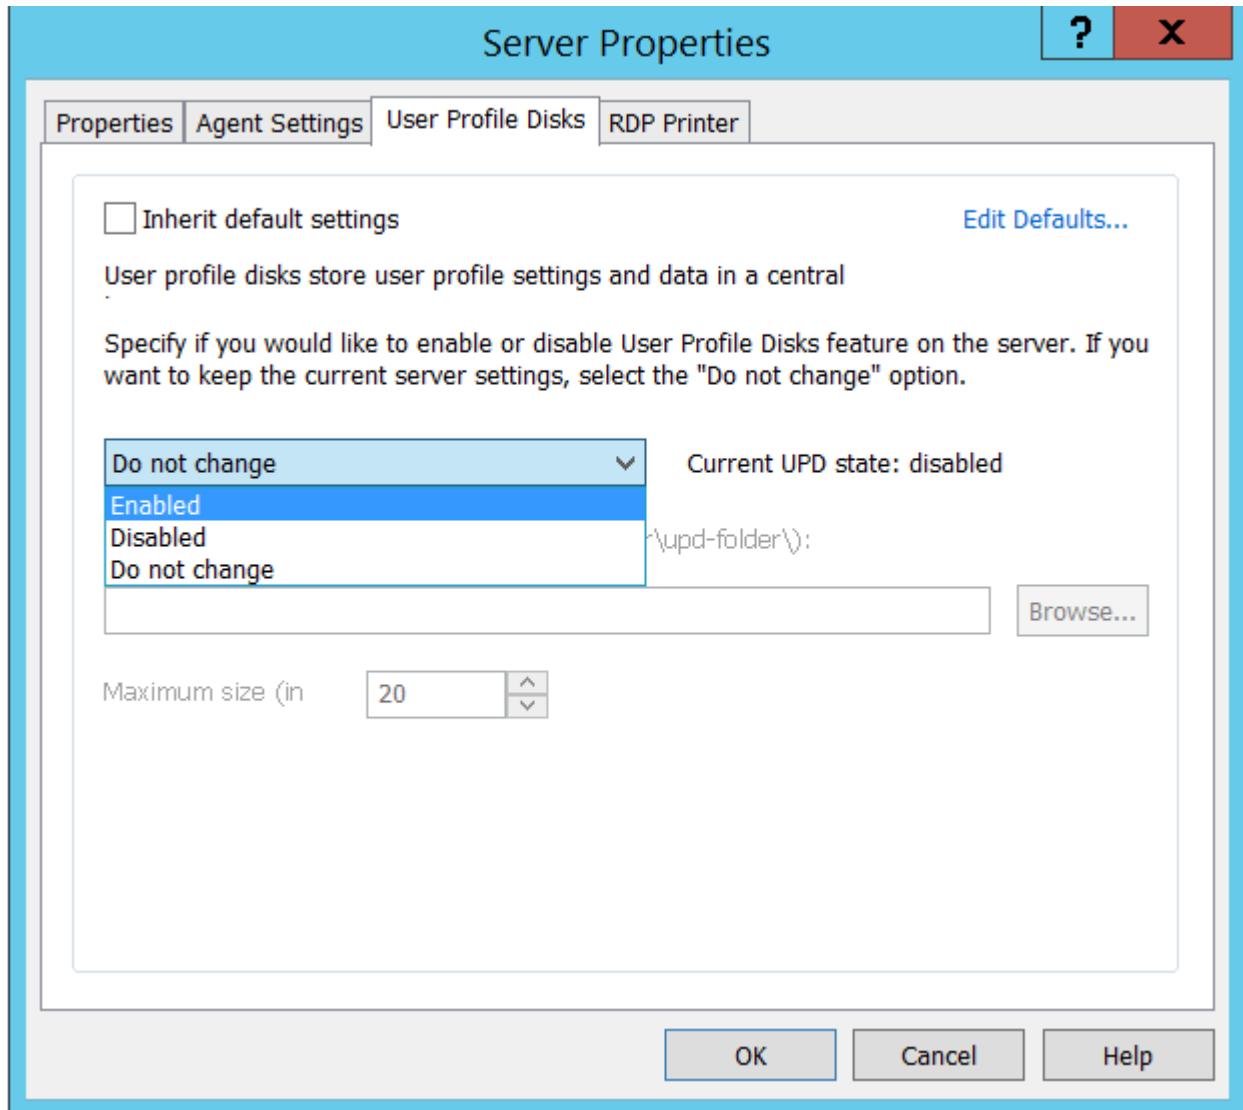 Server Properties
?
X
Properties
Agent Settings
User Profile Disks
RDP Printer
Inherit default settings
Edit Defaults...
User profile disks store user profile settings and data in a central
Specify if you would like to enable or disable User Profile Disks feature on the server. If you
want to keep the current server settings, select the "Do not change" option.
Do not change
Current UPD state: disabled
Enabled
Disabled
\upd-folder\):
Do not change
Browse...
Maximum size (in
20
OK
Cancel
Help